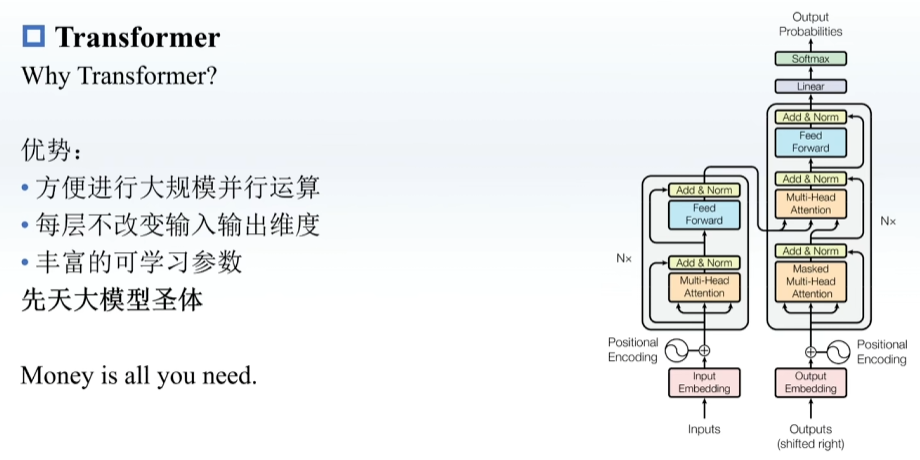 Transformer
Why Transformer?
优势：
• 方便进行大规模并行运算
• 每层不改变输入输出维度
• 丰富的可学习参数
先天大模型圣体
Money is all you need.
Output
Probabilities
Softmax
Linear
Add & Norm
Feed
Forward
Add & Norm
Multi-Head
Attention
Nx
Add & Norm
Masked
Multi-Head
Attention
Positional
Encoding
Output
Embedding
Outputs
(shifted right)
Add & Norm
Feed
Forward
Nx
Add & Norm
Multi-Head
Attention
Positional
Encoding
Input
Embedding
Inputs